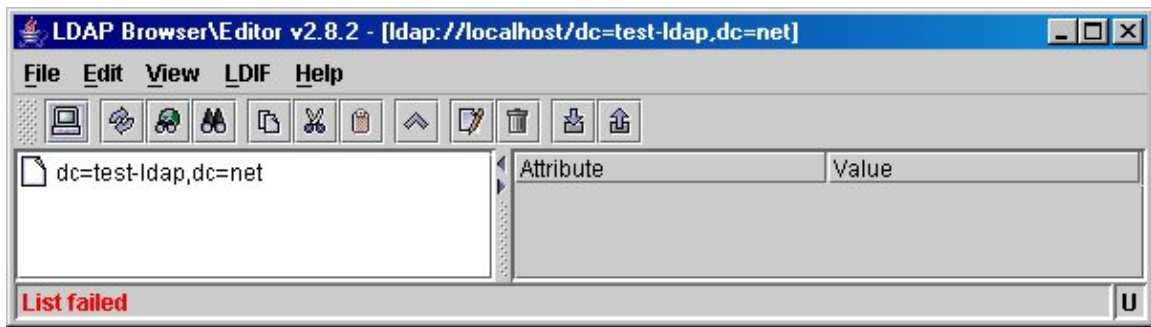 LDAP Browser\Editor v2.8.2 - [ldap://localhost/dc=test-ldap,dc=net]
File Edit View LDIF Help
dc=test-ldap,dc=net
Attribute Value
List failed U